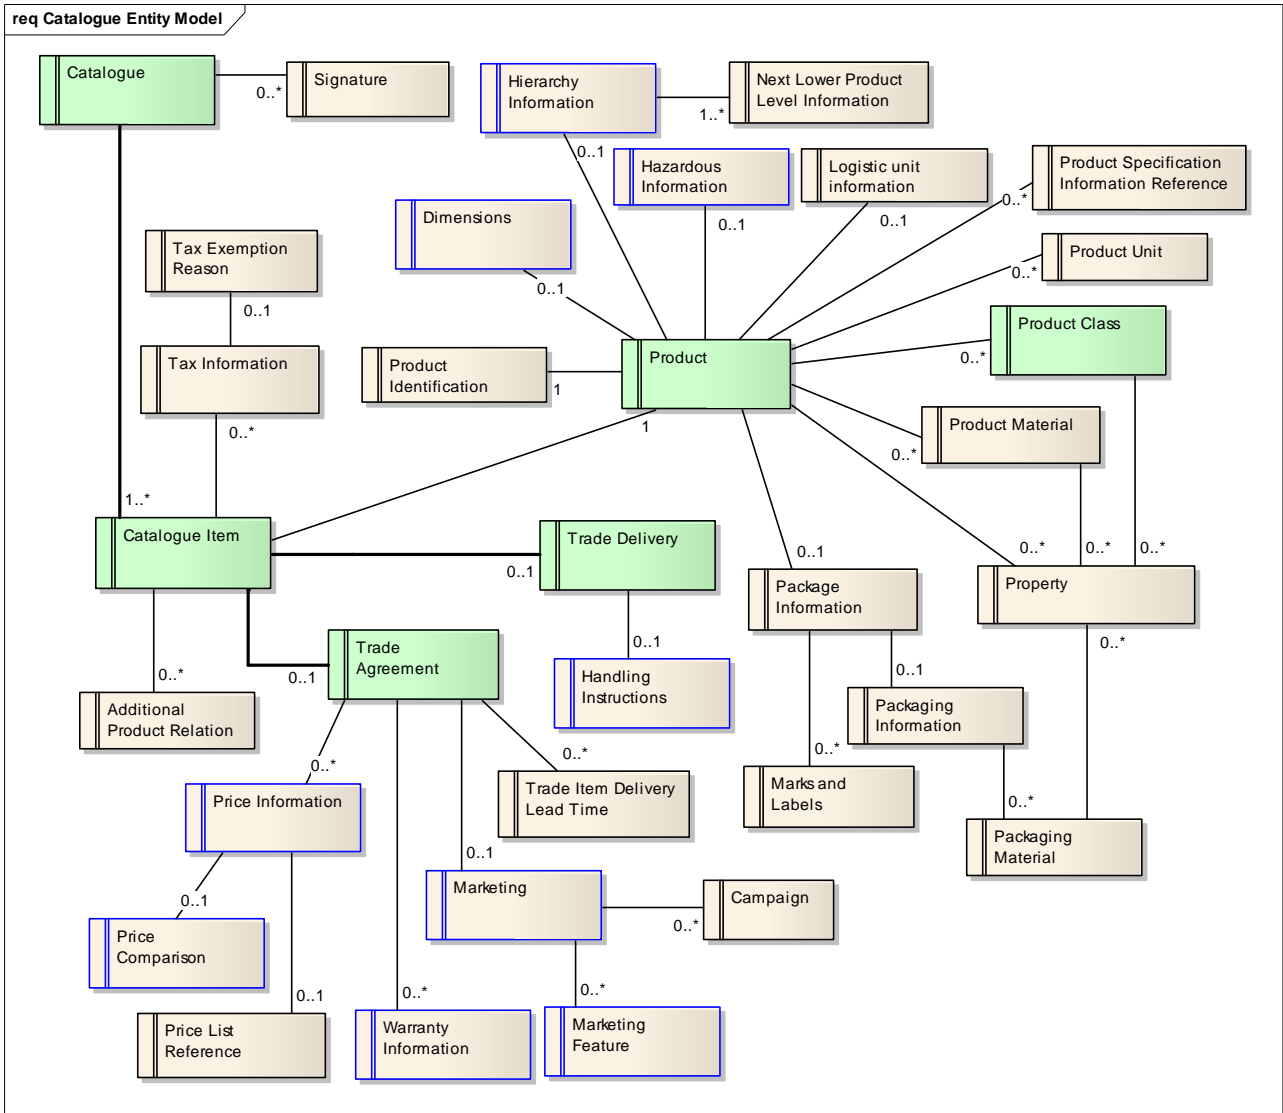 req Catalogue Entity Model
Catalogue
0..*
Signature
Hierarchy
Information
1..*
Next Lower Product
Level Information
0..1
Hazardous
Information
0..1
Logistic unit
information
0..1
Product Specification
Information Reference
0..*
Dimensions
0..1
Product Unit
0..*
Tax Exemption
Reason
0..1
Tax Information
0..*
Product Class
0..*
Product
Identification
1
Product
1
Product Material
0..*
1..*
Catalogue Item
Trade Delivery
0..1
0..1
0..*
0..*
0..*
Package
Information
Property
0..*
0..1
Trade
Agreement
0..1
0..1
Handling
Instructions
0..*
Additional
Product Relation
Packaging
Information
0..*
0..*
0..*
Price Information
Trade Item Delivery
Lead Time
Marks and
Labels
0..*
Packaging
Material
0..1
Marketing
Campaign
0..*
0..1
Price
Comparison
0..1
Price List
Reference
0..*
Warranty
Information
0..*
Marketing
Feature